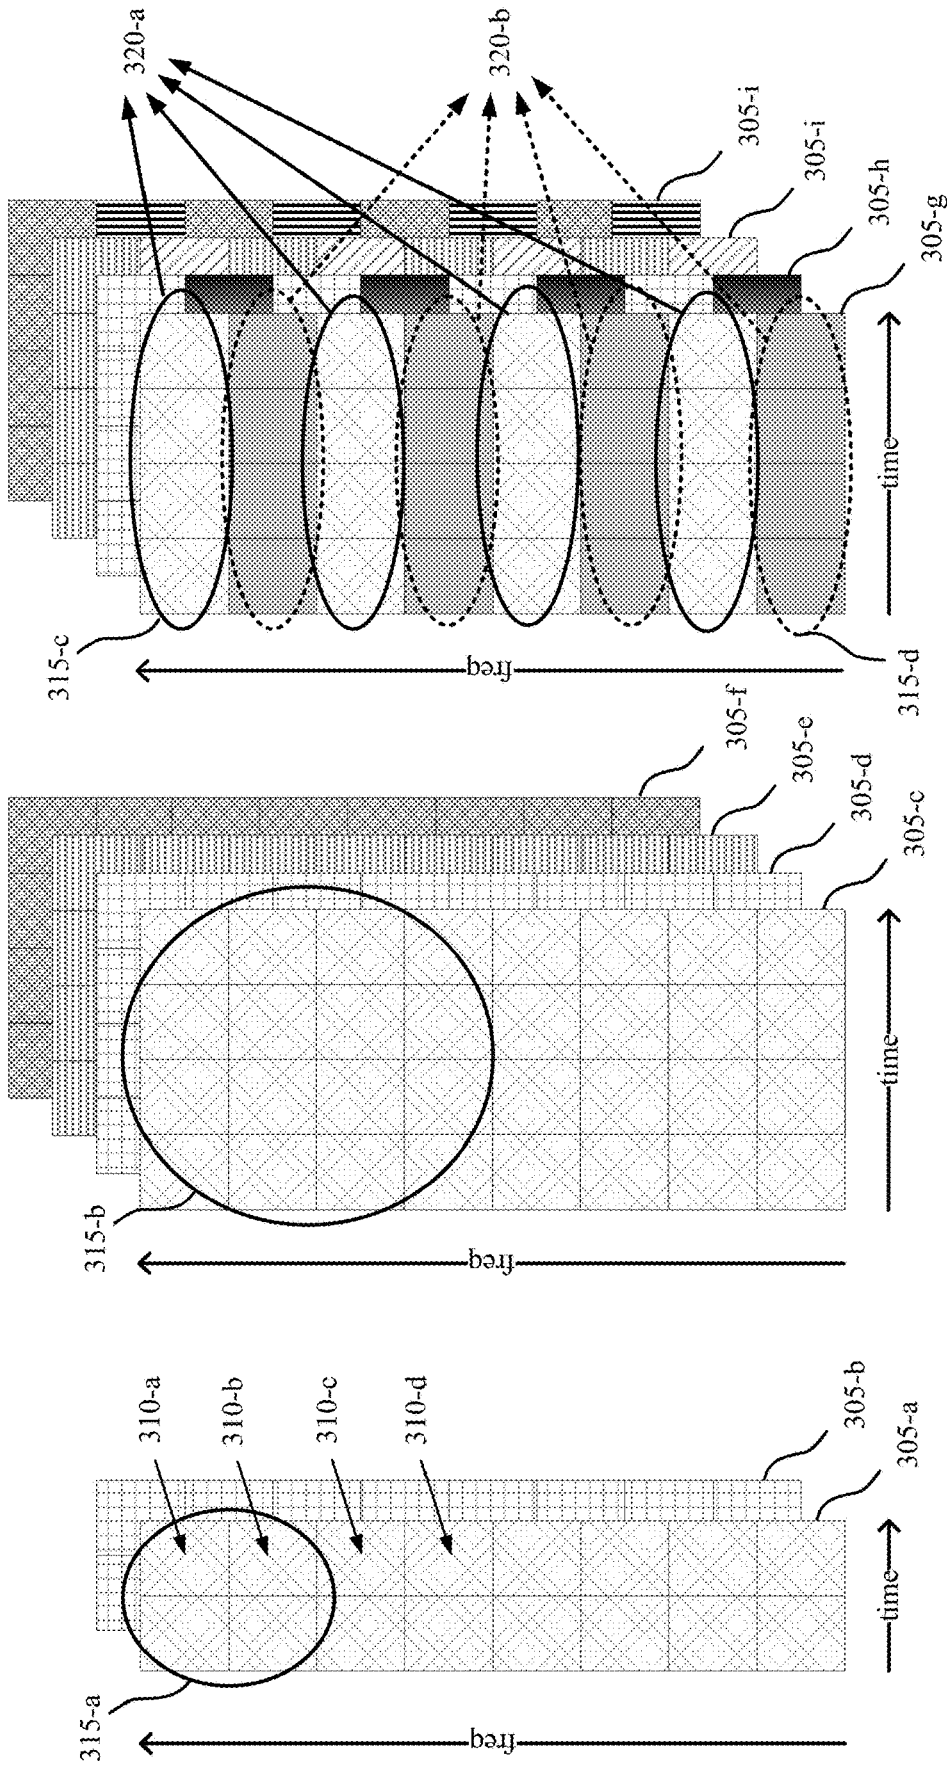 320-a
320-b
305-i
305-i
305-h
305-g
time
freq
315-c
315-d
305-f
305-e
305-d
305-c
time
freq
315-b
310-a
310-b
310-c
310-d
305-b
305-a
time
freq
315-a